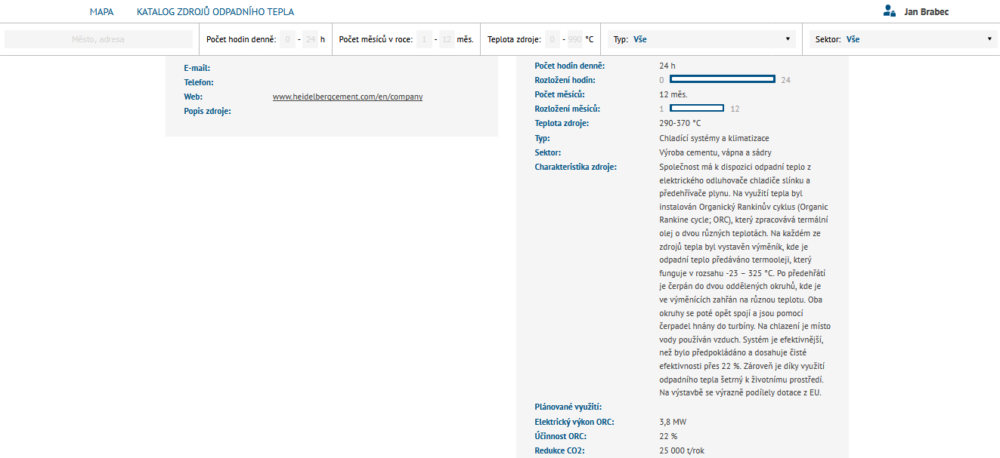 MAPA KATALOG ZDROJŮ ODPADNÍHO TEPLA Jan Brabec
Město, adresa Počet hodin denně: 0 - 24 h Počet měsíců v roce: 1 - 12 měs. Teplota zdroje: 0 - 990 °C Typ: Vše Sektor: Vše
E-mail:
Telefon:
Web: www.heidelbergcement.com/en/company
Popis zdroje:
Počet hodin denně: 24 h
Rozložení hodin: 0 24
Počet měsíců: 12 měs.
Rozložení měsíců: 1 12
Teplota zdroje: 290-370 °C
Typ: Chladící systémy a klimatizace
Sektor: Výroba cementu, vápna a sádry
Charakteristika zdroje: Společnost má k dispozici odpadní teplo z
elektrického odlučovače chladiče slínku a
předehřívače plynu. Na využití tepla byl
instalován Organický Rankinův cyklus (Organic
Rankine cycle; ORC), který zpracovává termální
olej o dvou různých teplotách. Na každém ze
zdrojů tepla byl vystavěn výměník, kde je
odpadní teplo předáváno termooleji, který
funguje v rozsahu -23 – 325 °C. Po předehřátí
je čerpán do dvou oddělených okruhů, kde je
ve výměnících zahřán na různou teplotu. Oba
okruhy se poté opět spojí a jsou pomocí
čerpadel hnány do turbíny. Na chlazení je místo
vody používán vzduch. Systém je efektivnější,
než bylo předpokládáno a dosahuje čisté
efektivnosti přes 22 %. Zároveň je díky využití
odpadního tepla šetrný k životnímu prostředí.
Na výstavbě se výrazně podílely dotace z EU.
Plánované využití:
Elektrický výkon ORC: 3,8 MW
Účinnost ORC: 22 %
Redukce CO2: 25 000 t/rok